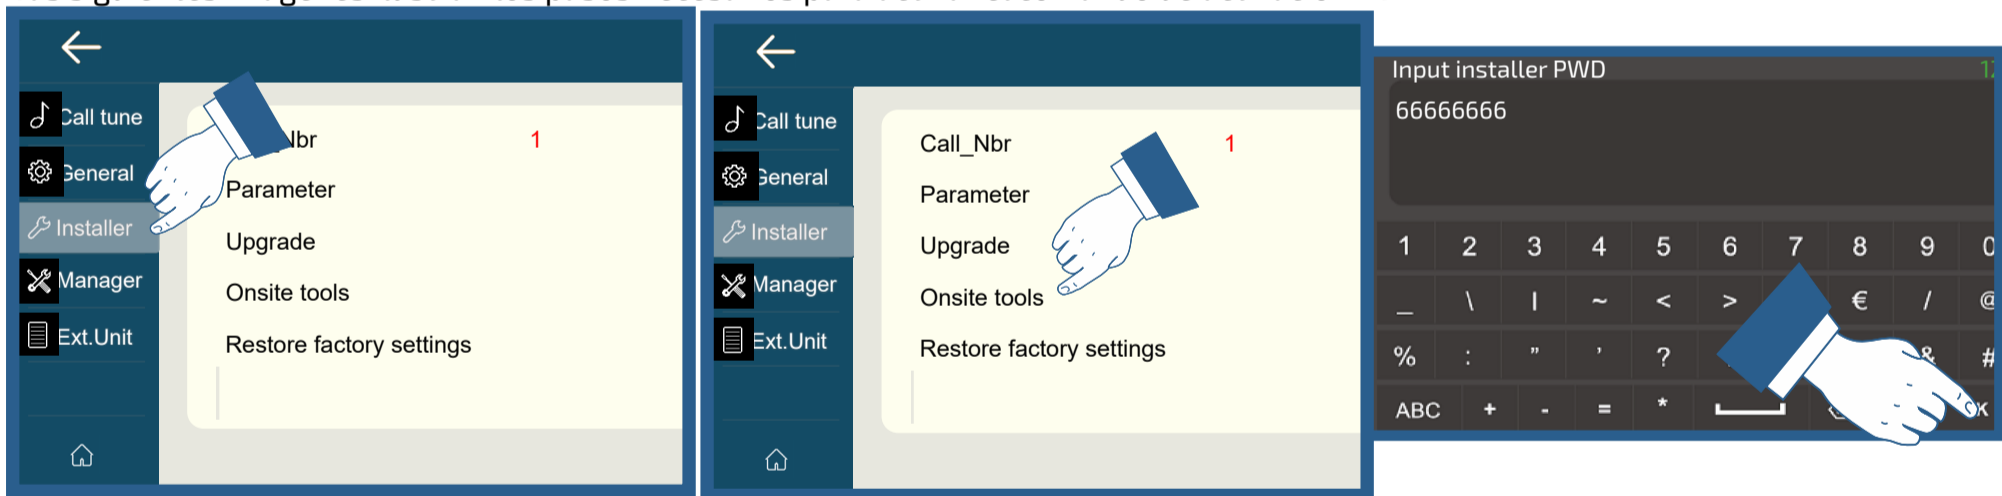 Call tune
General
Installer
Manager
Ext.Unit
1
Parameter
Upgrade
Onsite tools
Restore factory settings
Call tune
General
Installer
Manager
Ext.Unit
Call_Nbr 1
Parameter
Upgrade
Onsite tools
Restore factory settings
Input installer PWD
66666666
1 2 3 4 5 6 7 8 9 0
_ \ | ~ < > € / @
% : " ' ? & #
ABC + - = *